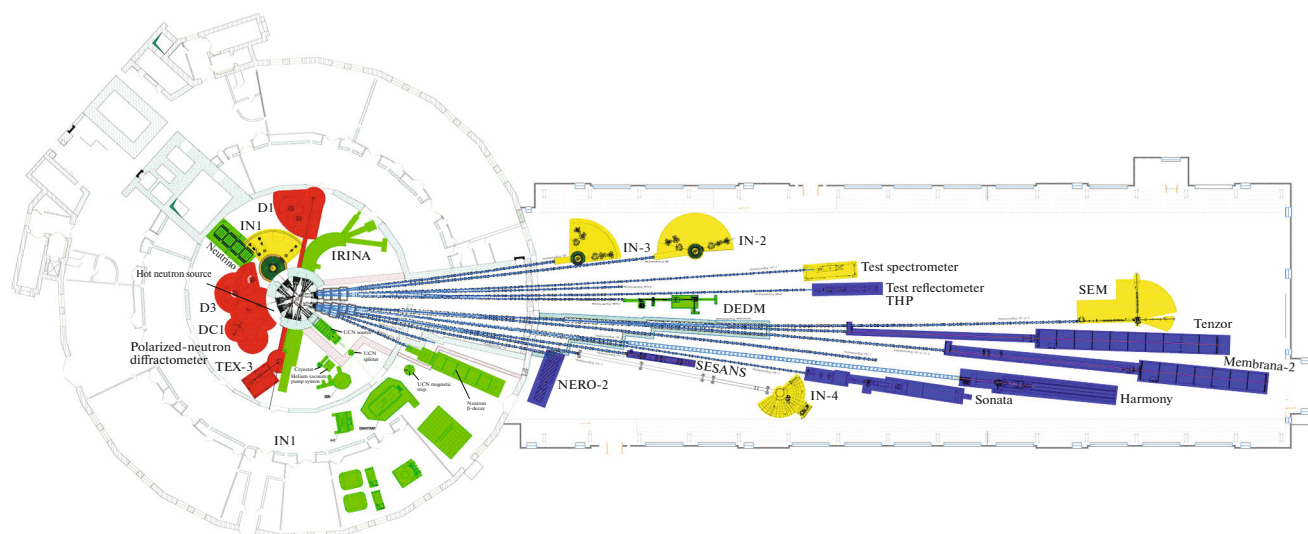 D1
IN1
Neutrino
IRINA
Hot neutron source
D3
DC1
Polarized-neutron
diffractometer
TEX-3
UCN source
UCN
splitter
Cryostat
Helium vacuum
pump system
UCN magnetic
trap
Neutron
β-decay
IN1
IN-3
IN-2
Test spectrometer
Test reflectometer
THP
DEDM
SEM
Tenzor
Membrana-2
SESANS
NERO-2
IN-4
Sonata
Harmony